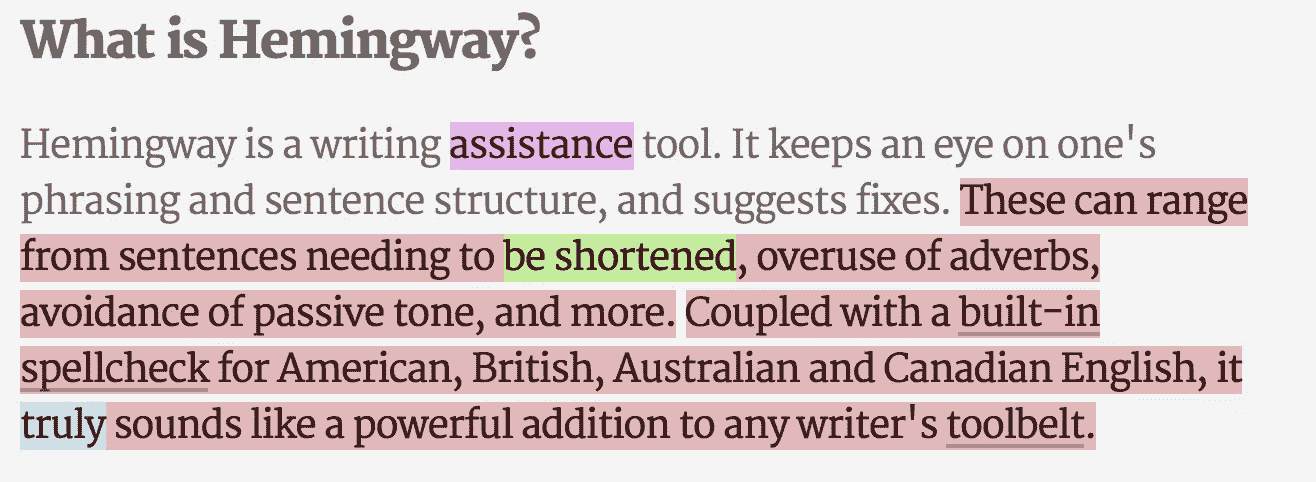 What is Hemingway?
Hemingway is a writing assistance tool. It keeps an eye on one's
phrasing and sentence structure, and suggests fixes. These can range
from sentences needing to be shortened, overuse of adverbs,
avoidance of passive tone, and more. Coupled with a built-in
spellcheck for American, British, Australian and Canadian English, it
truly sounds like a powerful addition to any writer's toolbelt.